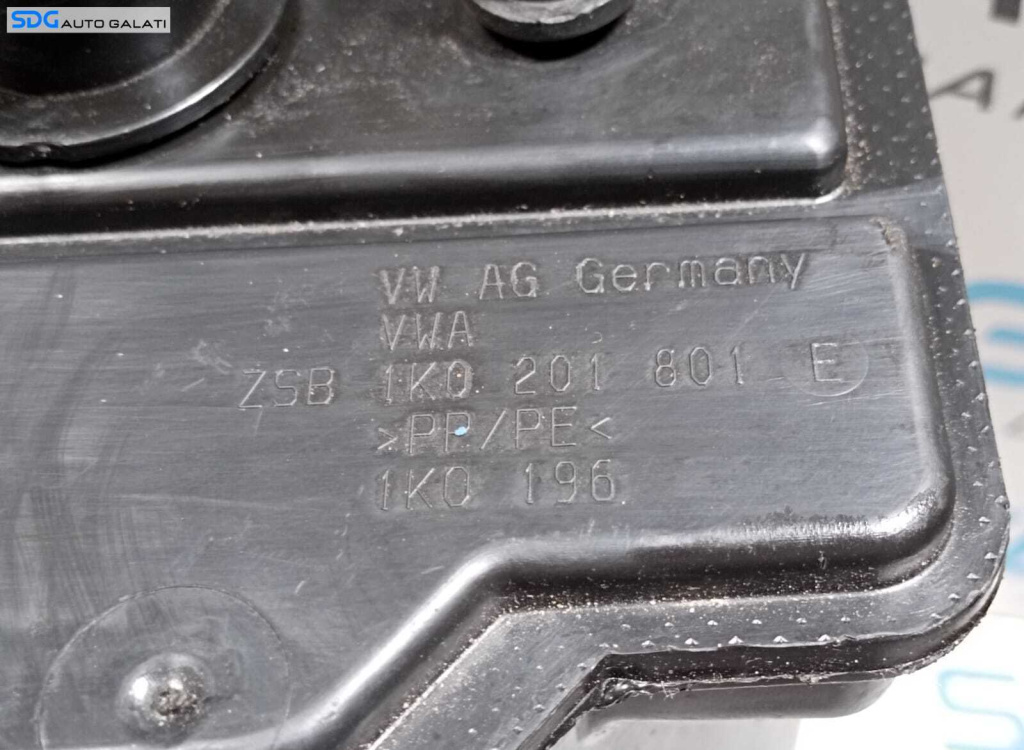 SDG AUTO GALATI
VW AG Germany
VWA
ZSB 1K0 201 801 E
>PP/PE<
1K0 196